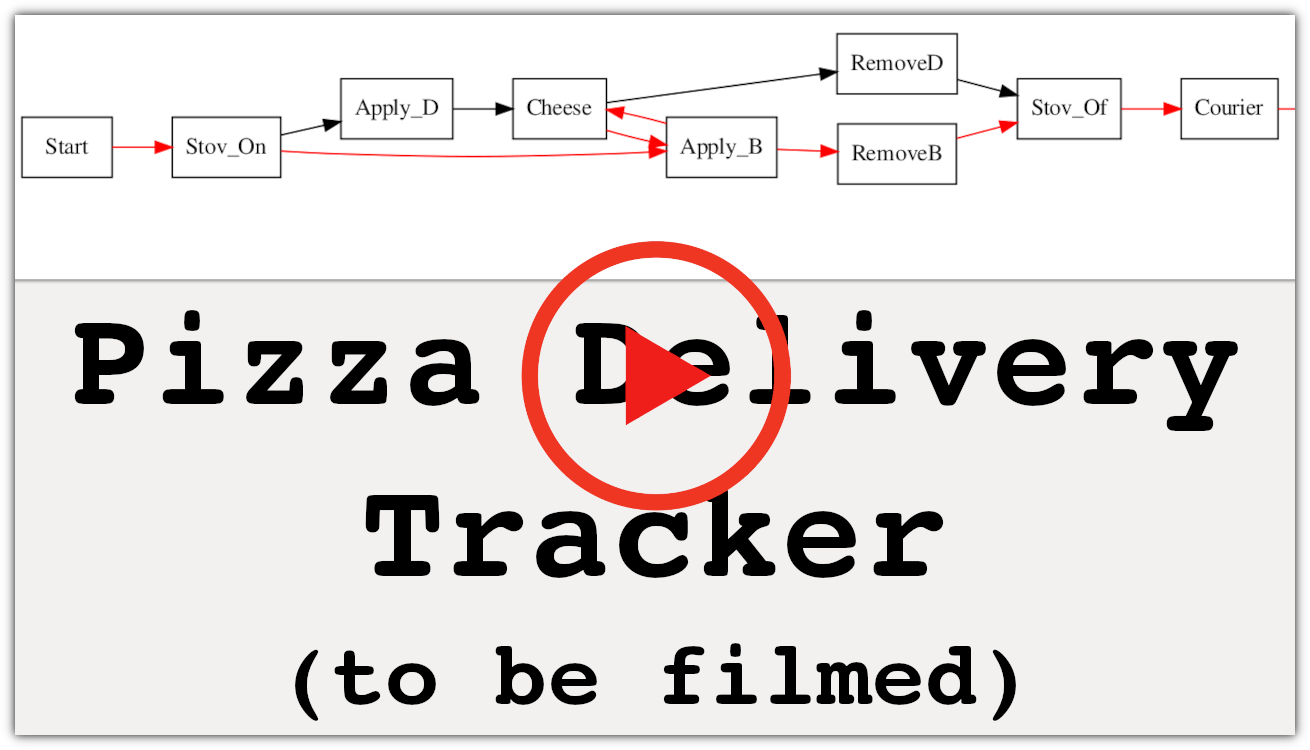 RemoveD
Apply_D
Cheese
Stov_Of
Courier
Start
Stov_On
Apply_B
RemoveB
Pizza Delivery
Tracker
(to be filmed)